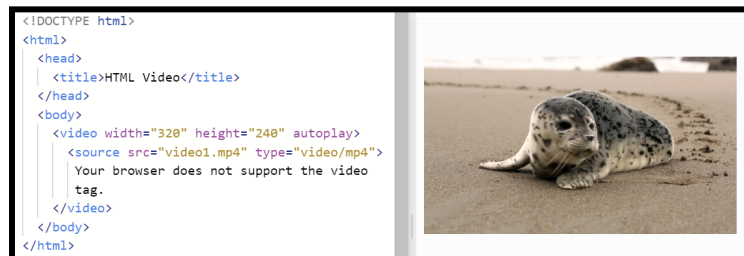 <!DOCTYPE html>
<html>
<head>
<title>HTML Video</title>
</head>
<body>
<video width="320" height="240" autoplay>
<source src="video1.mp4" type="video/mp4">
Your browser does not support the video
tag.
</video>
</body>
</html>